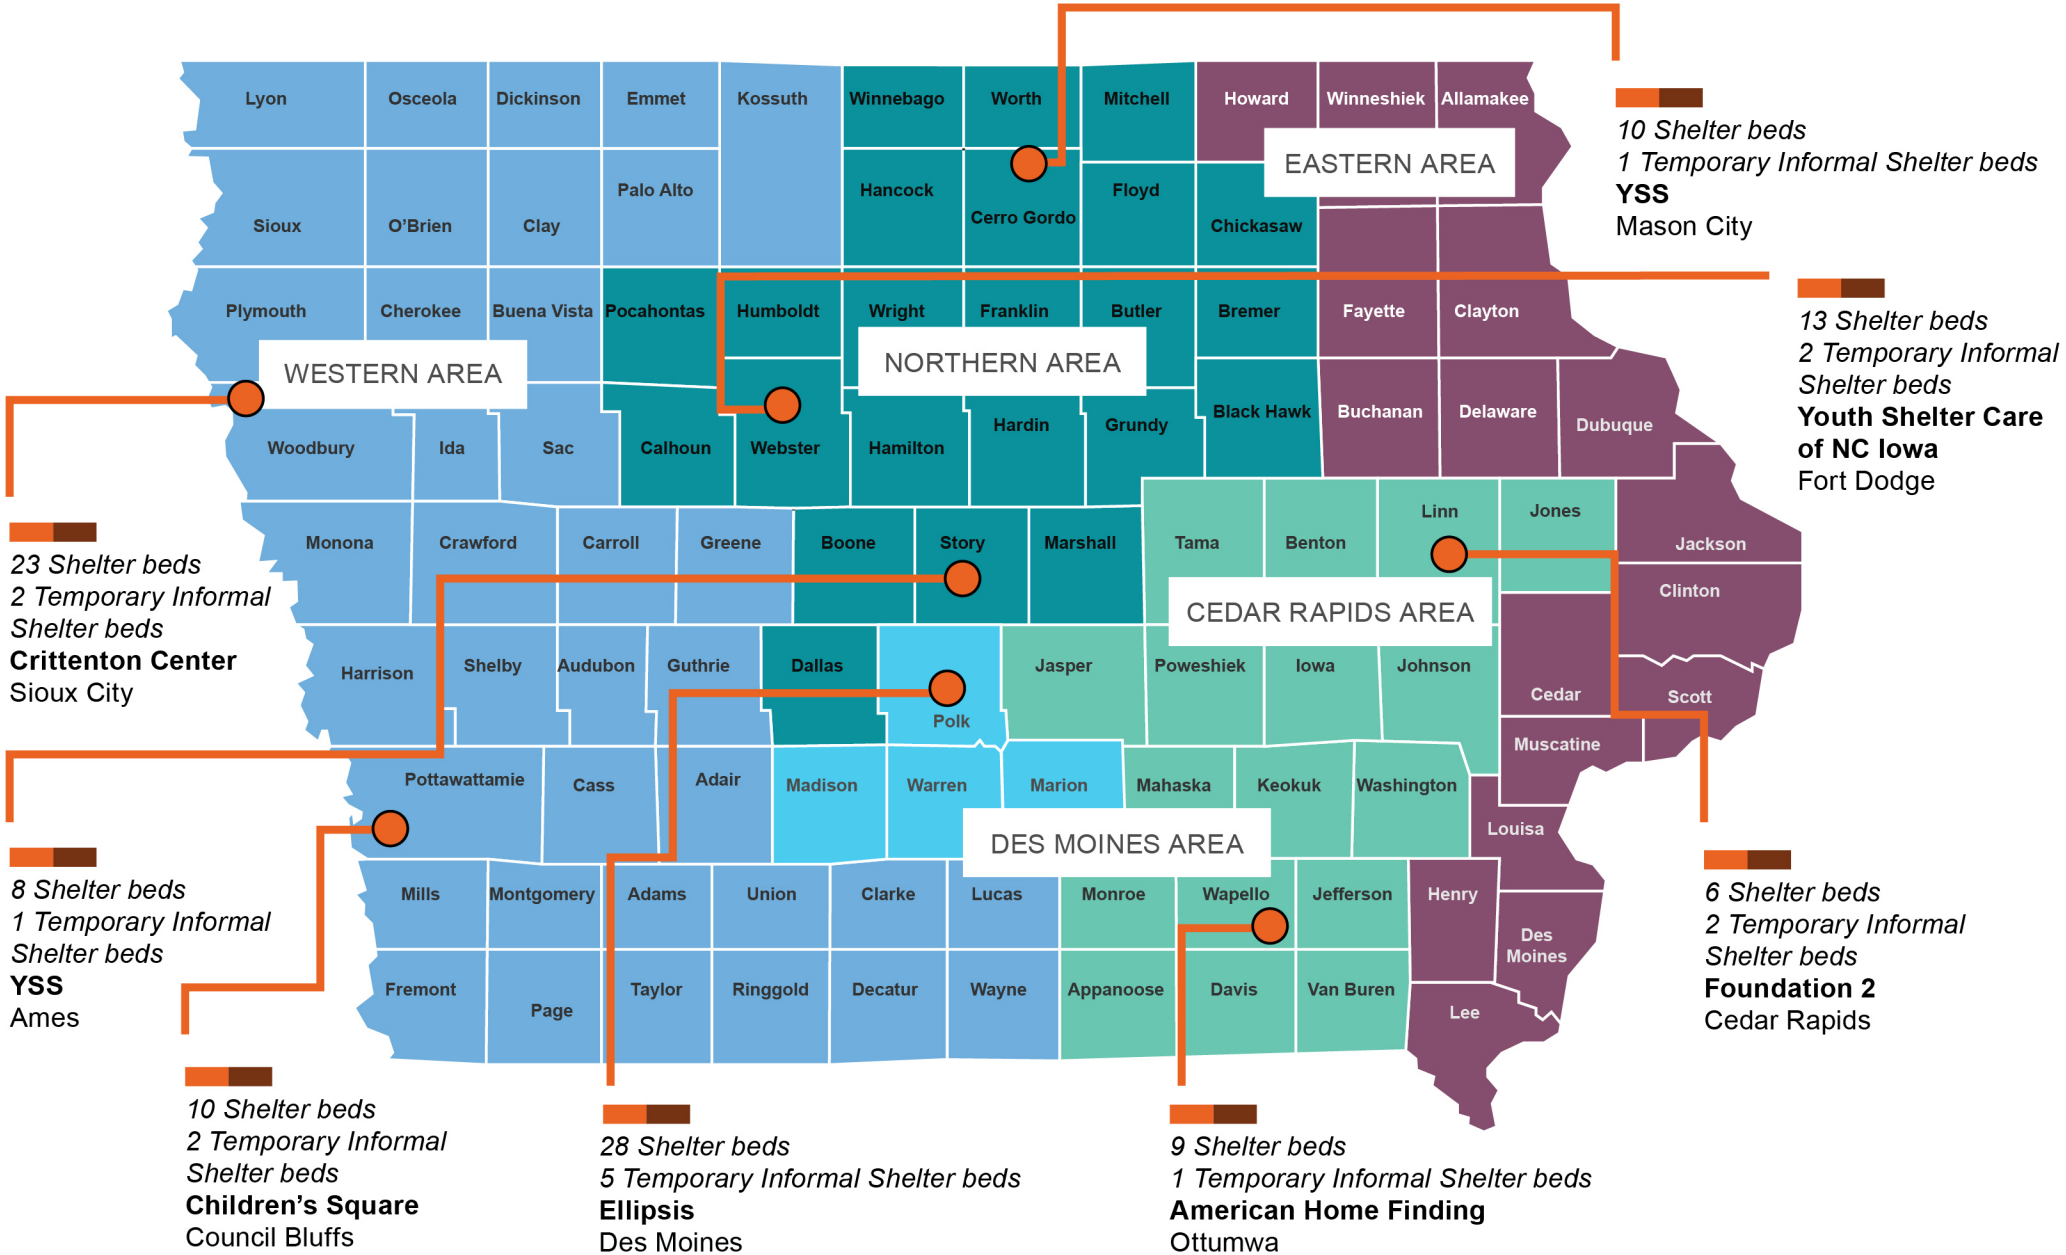 Lyon
Osceola
Dickinson
Emmet
Kossuth
Winnebago
Worth
Mitchell
Howard
Winneshiek
Allamakee
EASTERN AREA
Palo Alto
Hancock
Floyd
Sioux
O’Brien
Clay
Cerro Gordo
Chickasaw
Plymouth
Cherokee
Buena Vista
Pocahontas
Humboldt
Wright
Franklin
Butler
Bremer
Fayette
Clayton
WESTERN AREA
NORTHERN AREA
Woodbury
Ida
Sac
Calhoun
Webster
Hamilton
Hardin
Grundy
Black Hawk
Buchanan
Delaware
Dubuque
Monona
Crawford
Carroll
Greene
Boone
Story
Marshall
Tama
Benton
Linn
Jones
Jackson
Clinton
CEDAR RAPIDS AREA
Harrison
Shelby
Audubon
Guthrie
Dallas
Polk
Jasper
Poweshiek
Iowa
Johnson
Cedar
Scott
Muscatine
Pottawattamie
Cass
Adair
Madison
Warren
Marion
Mahaska
Keokuk
Washington
Louisa
DES MOINES AREA
Mills
Montgomery
Adams
Union
Clarke
Lucas
Monroe
Wapello
Jefferson
Henry
Des
Moines
Fremont
Page
Taylor
Ringgold
Decatur
Wayne
Appanoose
Davis
Van Buren
Lee
10 Shelter beds
1 Temporary Informal Shelter beds
YSS
Mason City
13 Shelter beds
2 Temporary Informal
Shelter beds
Youth Shelter Care
of NC Iowa
Fort Dodge
23 Shelter beds
2 Temporary Informal
Shelter beds
Crittenton Center
Sioux City
8 Shelter beds
1 Temporary Informal
Shelter beds
YSS
Ames
6 Shelter beds
2 Temporary Informal
Shelter beds
Foundation 2
Cedar Rapids
10 Shelter beds
2 Temporary Informal
Shelter beds
Children’s Square
Council Bluffs
28 Shelter beds
5 Temporary Informal Shelter beds
Ellipsis
Des Moines
9 Shelter beds
1 Temporary Informal Shelter beds
American Home Finding
Ottumwa